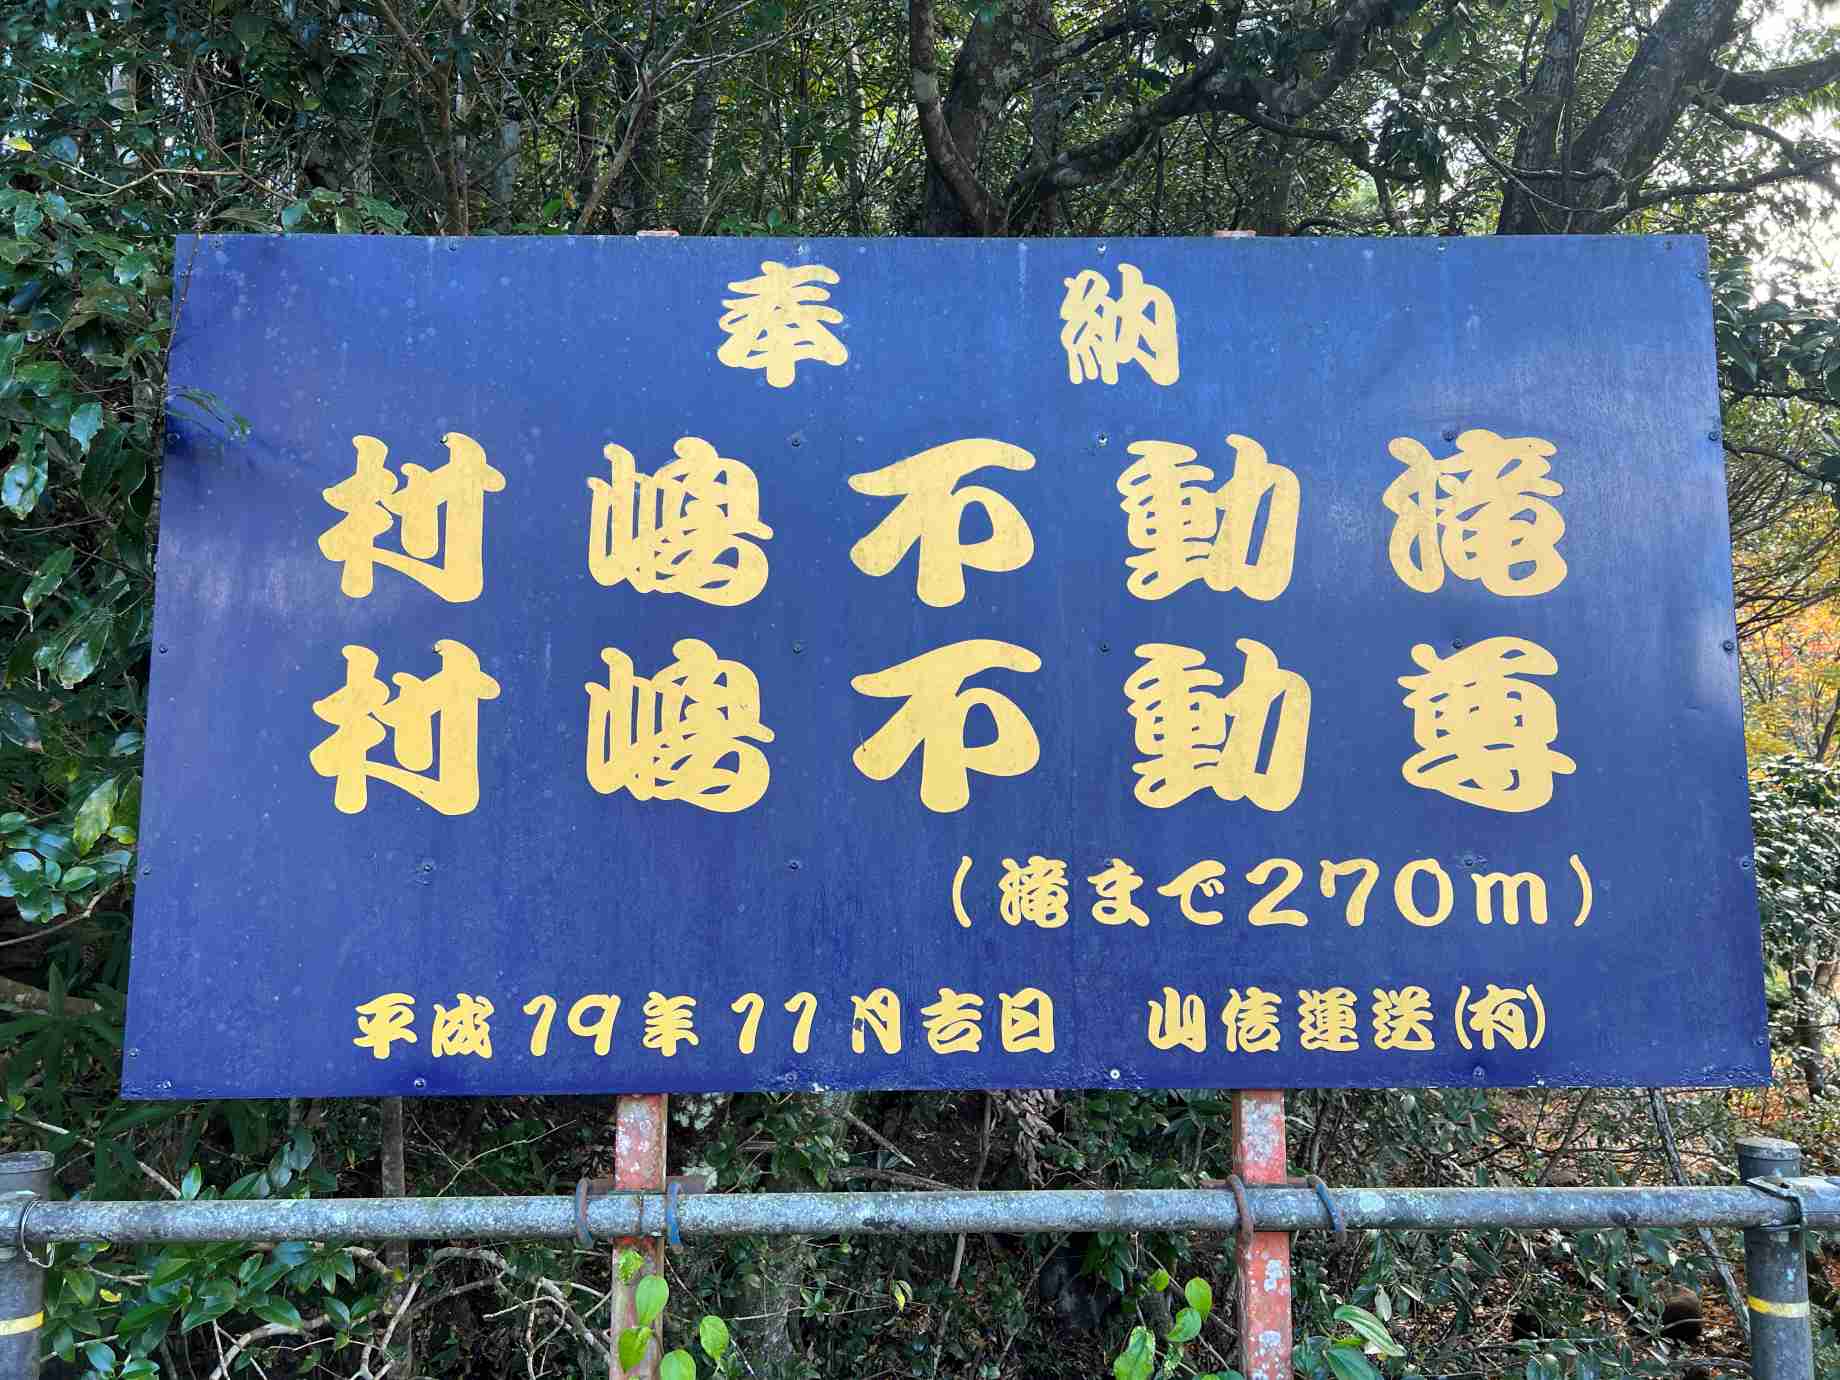 奉納
村嶋不動滝
村嶋不動尊
(滝まで270m)
平成19年11月吉日 山信運送(有)